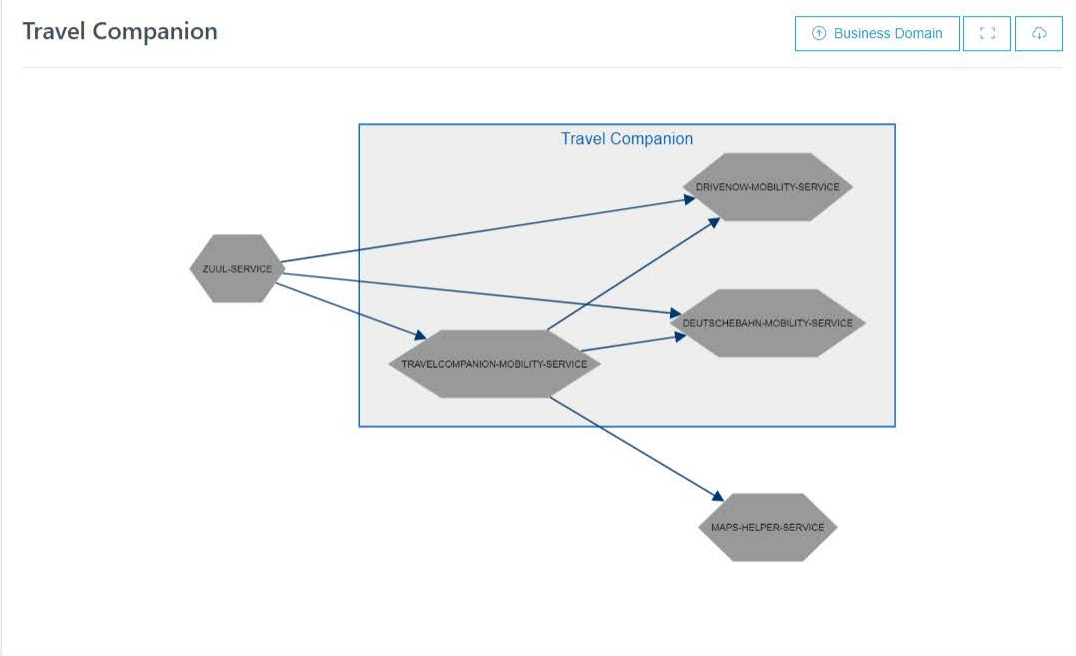 Travel Companion
Business Domain
Travel Companion
DRIVENOW-MOBILITY-SERVICE
ZUUL-SERVICE
DEUTSCHEBAHN-MOBILITY-SERVICE
TRAVELCOMPANION-MOBILITY-SERVICE
MAPS-HELPER-SERVICE